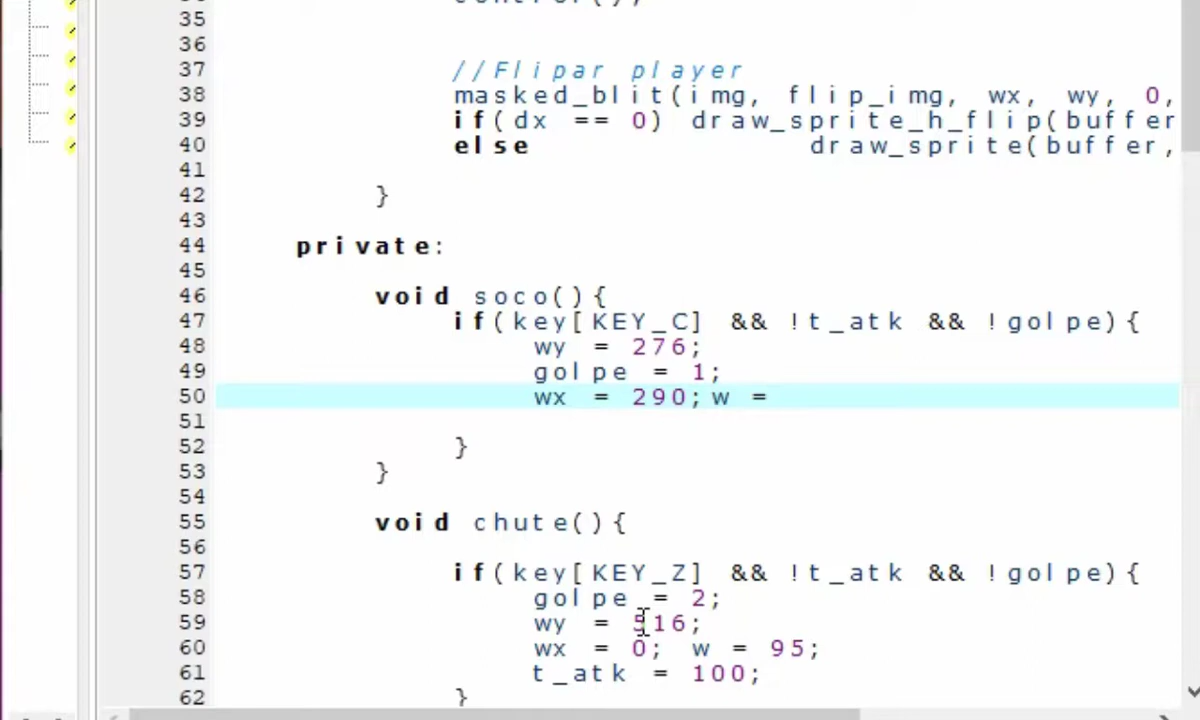 35
36
37 //Flipar player
38 masked_blit(img, flip_img, wx, wy, 0,
39 if(dx == 0) draw_sprite_h_flip(buffer
40 else draw_sprite(buffer,
41
42 }
43
44 private:
45
46 void soco(){
47 if(key[KEY_C] && !t_atk && !golpe){
48 wy = 276;
49 golpe = 1;
50 wx = 290; w =
51
52 }
53 }
54
55 void chute(){
56
57 if(key[KEY_Z] && !t_atk && !golpe){
58 golpe = 2;
59 wy = 516;
60 wx = 0; w = 95;
61 t_atk = 100;
62 }